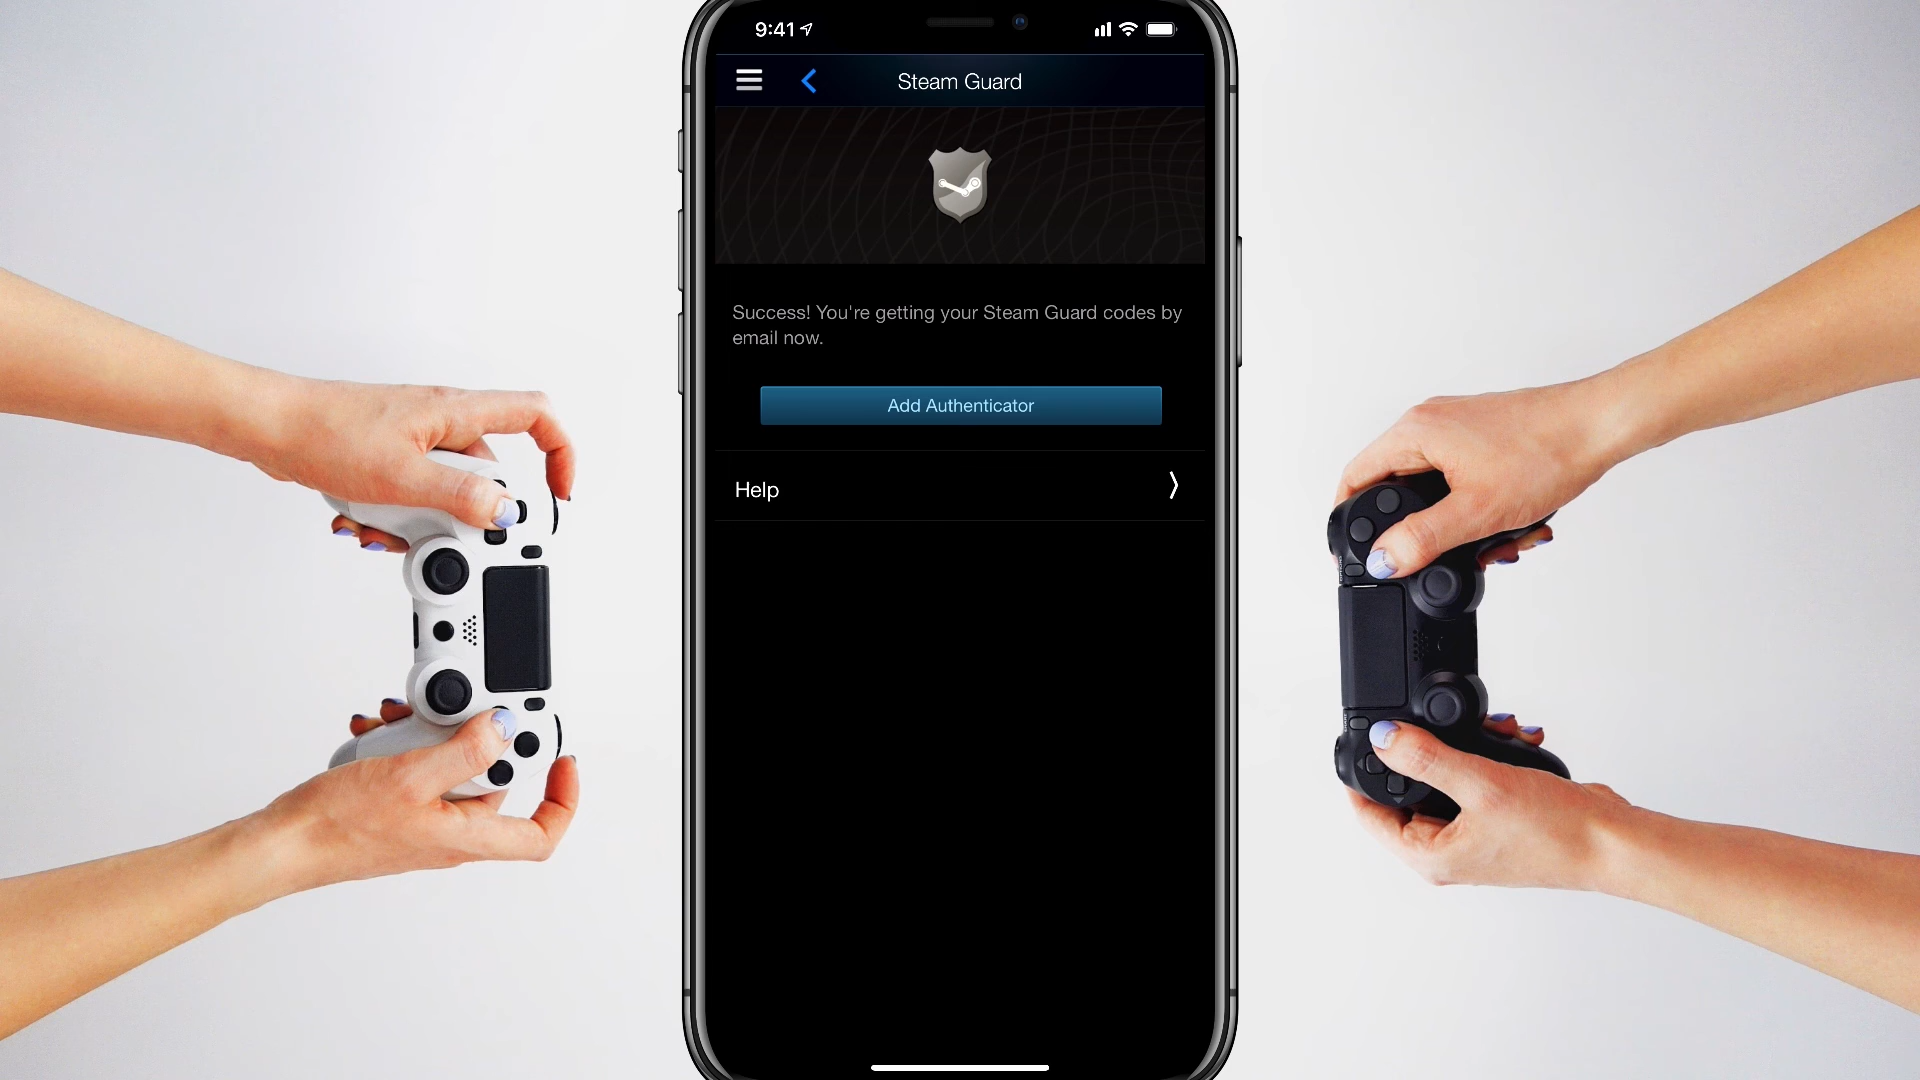 9:41
Steam Guard
Success! You're getting your Steam Guard codes by
email now.
Add Authenticator
Help